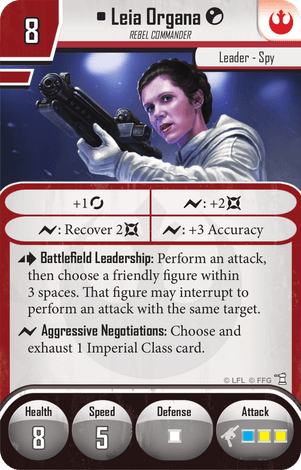 8
Leia Organa
REBEL COMMANDER
Leader - Spy
+1
: +2
: Recover 2
: +3 Accuracy
Battlefield Leadership: Perform an attack,
then choose a friendly figure within
3 spaces. That figure may interrupt to
perform an attack with the same target.
Aggressive Negotiations: Choose and
exhaust 1 Imperial Class card.
© LFL © FFG
Health
Speed
Defense
Attack
8
5